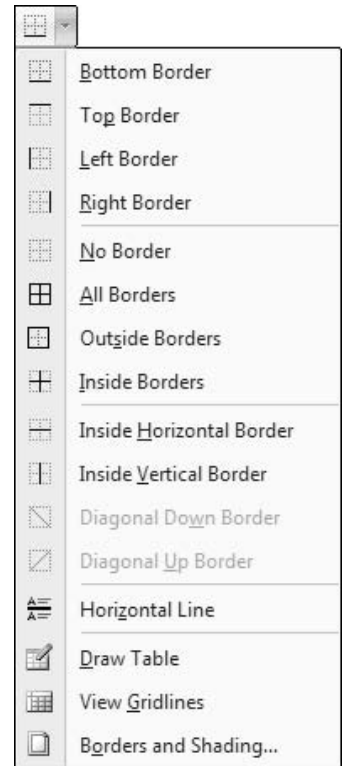 Bottom Border
Top Border
Left Border
Right Border
No Border
All Borders
Outside Borders
Inside Borders
Inside Horizontal Border
Inside Vertical Border
Diagonal Down Border
Diagonal Up Border
Horizontal Line
Draw Table
View Gridlines
Borders and Shading...